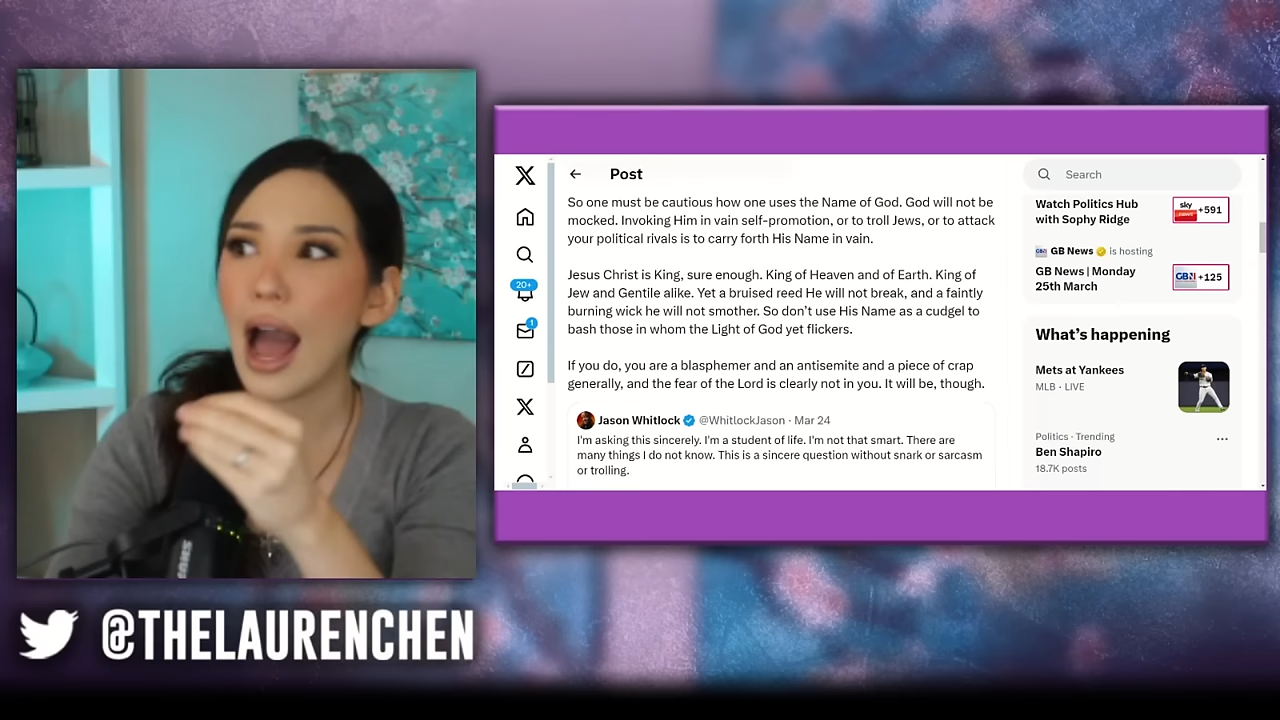 Post
So one must be cautious how one uses the Name of God. God will not be
mocked. Invoking Him in vain self-promotion, or to troll Jews, or to attack
your political rivals is to carry forth His Name in vain.
Jesus Christ is King, sure enough. King of Heaven and of Earth. King of
Jew and Gentile alike. Yet a bruised reed He will not break, and a faintly
burning wick he will not smother. So don’t use His Name as a cudgel to
bash those in whom the Light of God yet flickers.
If you do, you are a blasphemer and an antisemite and a piece of crap
generally, and the fear of the Lord is clearly not in you. It will be, though.
Jason Whitlock @WhitlockJason · Mar 24
I'm asking this sincerely. I'm a student of life. I'm not that smart. There are
many things I do not know. This is a sincere question without snark or sarcasm
or trolling.
20+
1
Search
Watch Politics Hub
with Sophy Ridge
sky
news
+591
GBN GB News is hosting
GB News | Monday
25th March
GBN +125
What’s happening
Mets at Yankees
MLB · LIVE
Politics · Trending
Ben Shapiro
18.7K posts
SHURE
@THELAURENCHEN